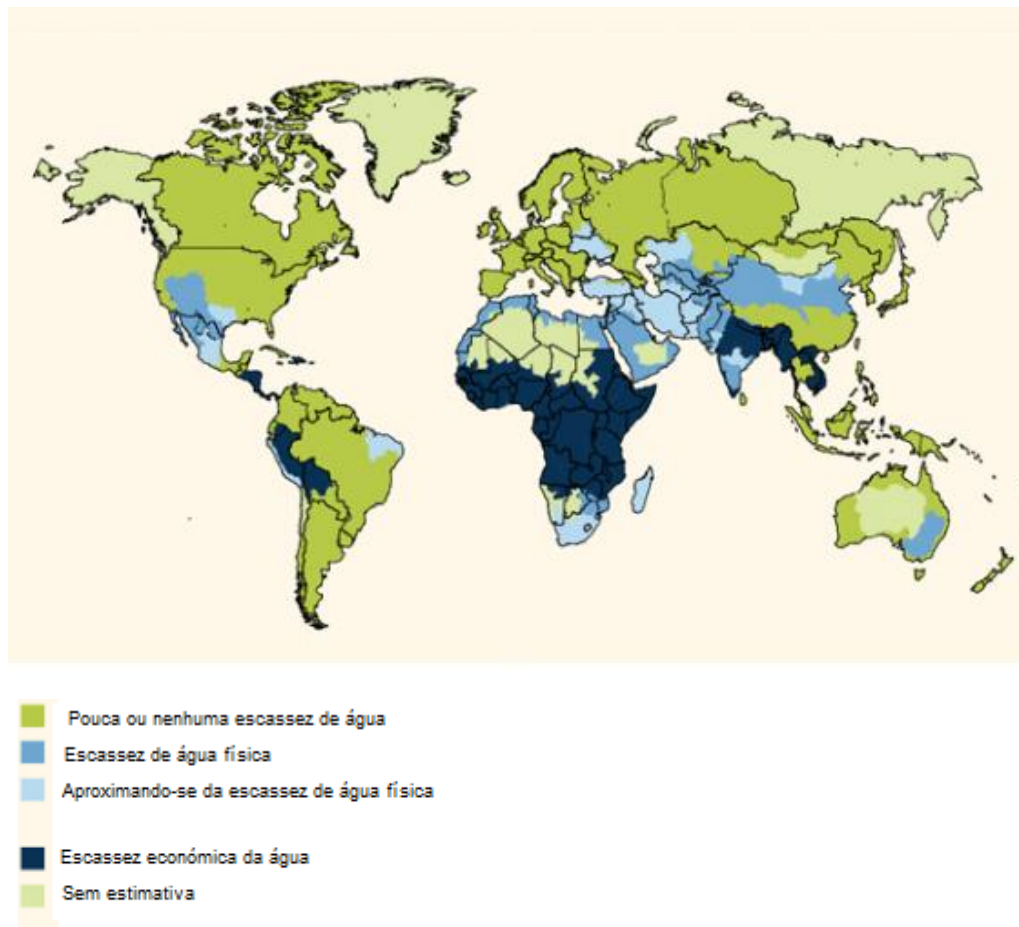 Pouca ou nenhuma escassez de água
Escassez de água física
Aproximando-se da escassez de água física
Escassez económica da água
Sem estimativa